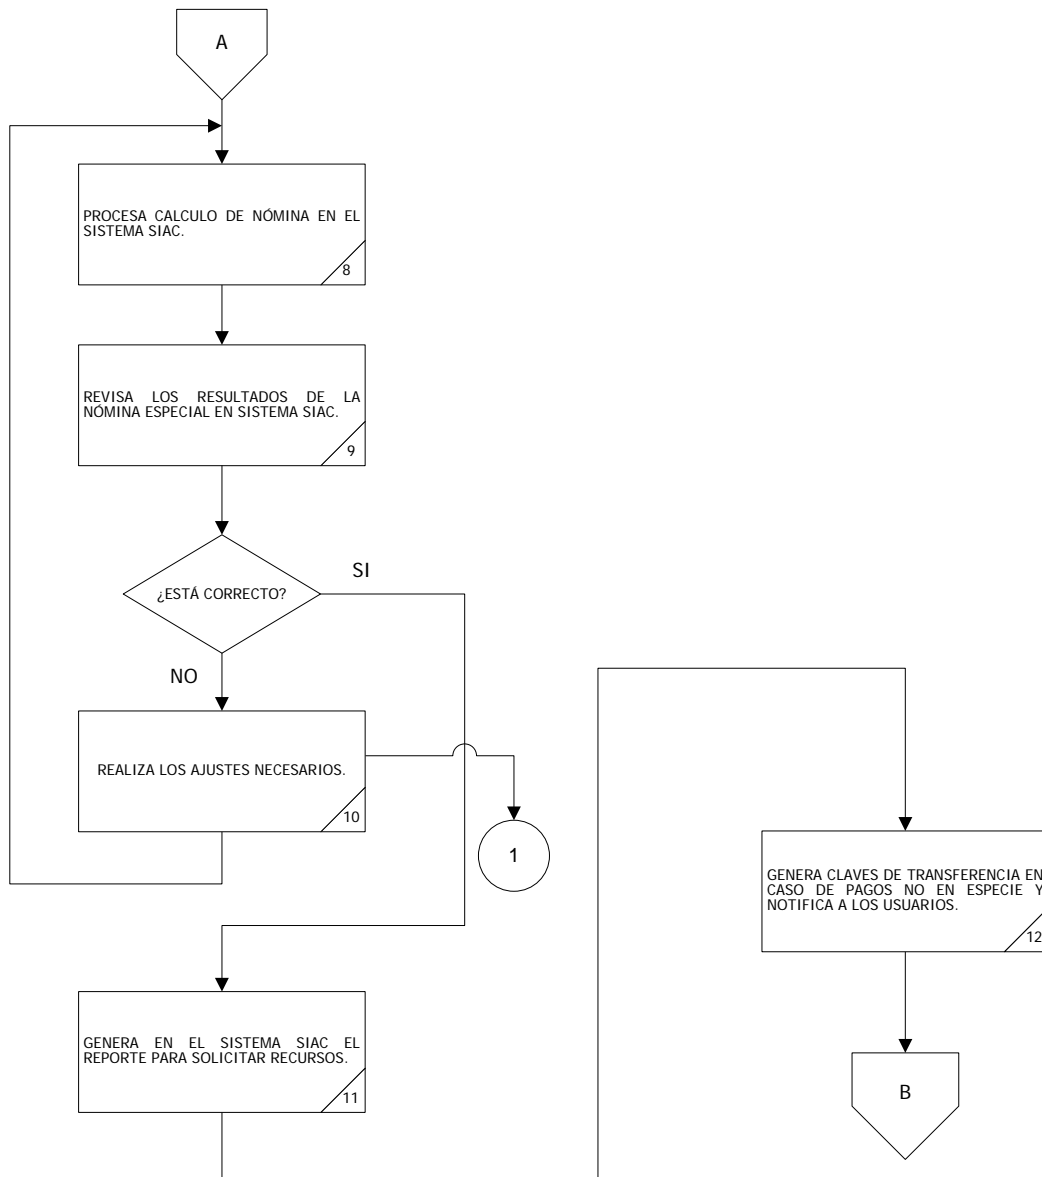 A
PROCESA CALCULO DE NÓMINA EN EL
SISTEMA SIAC.
8
REVISA LOS RESULTADOS DE LA
NÓMINA ESPECIAL EN SISTEMA SIAC.
9
¿ESTÁ CORRECTO?
SI
NO
REALIZA LOS AJUSTES NECESARIOS.
10
1
GENERA EN EL SISTEMA SIAC EL
REPORTE PARA SOLICITAR RECURSOS.
11
GENERA CLAVES DE TRANSFERENCIA EN
CASO DE PAGOS NO EN ESPECIE Y
NOTIFICA A LOS USUARIOS.
12
B